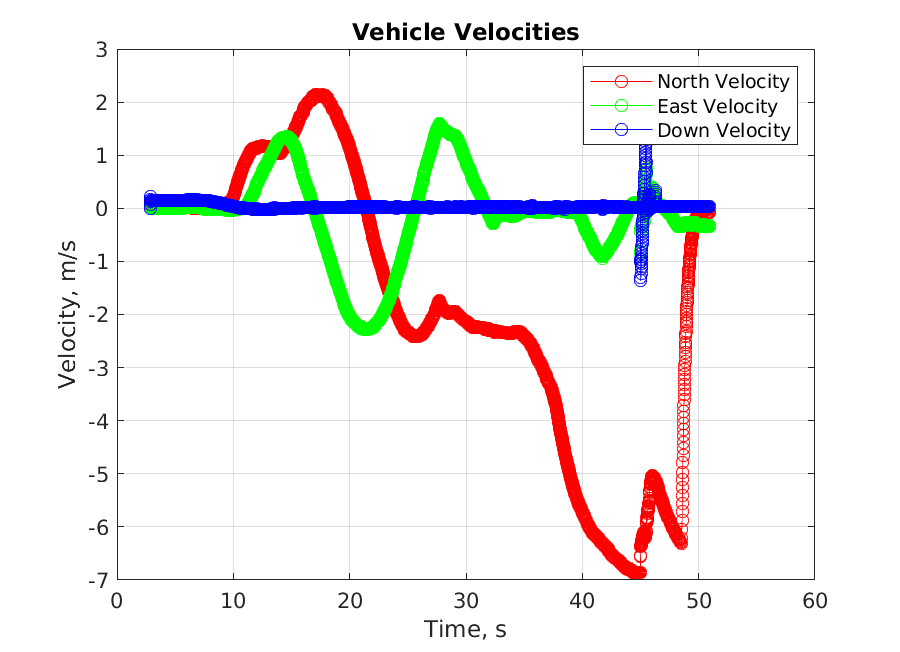 Vehicle Velocities
3
2
1
0
-1
-2
-3
-4
-5
-6
-7
Velocity, m/s
North Velocity
East Velocity
Down Velocity
0 10 20 30 40 50 60
Time, s